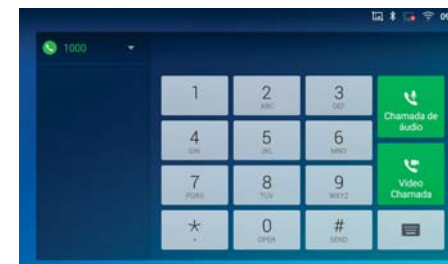 09
1000
1
2
ABC
3
DEF
Chamada de
áudio
4
GHI
5
JKL
6
MNO
7
PQRS
8
TUV
9
WXYZ
Vídeo
Chamada
*
0
OPER
#
SEND